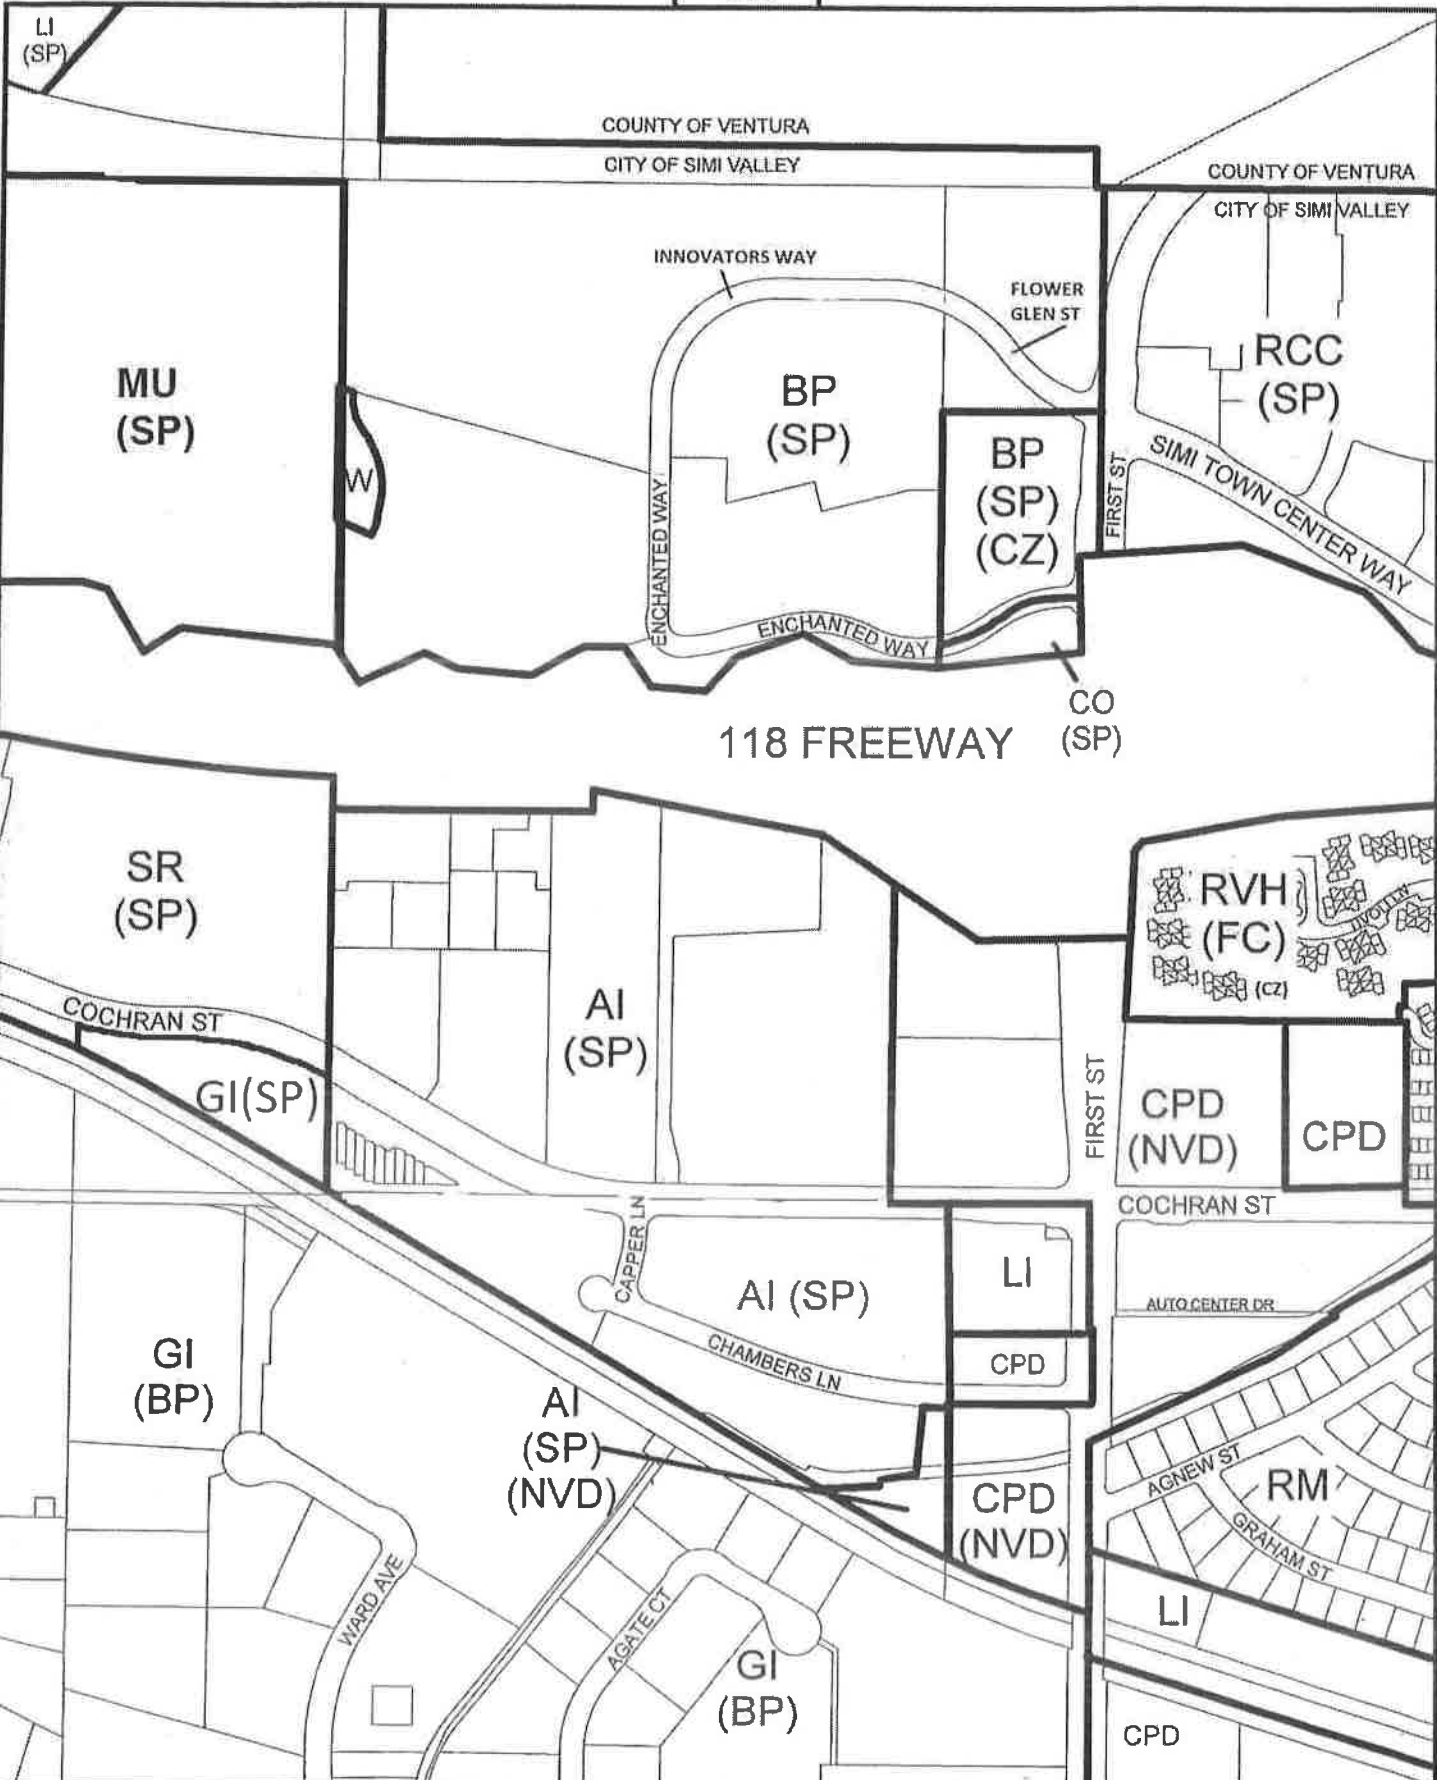 LI
(SP)
COUNTY OF VENTURA
CITY OF SIMI VALLEY
COUNTY OF VENTURA
CITY OF SIMI VALLEY
INNOVATORS WAY
FLOWER
GLEN ST
MU
(SP)
W
BP
(SP)
RCC
(SP)
BP
(SP)
(CZ)
FIRST ST
SIMI TOWN CENTER WAY
ENCHANTED WAY
ENCHANTED WAY
CO
(SP)
118 FREEWAY
SR
(SP)
RVH
(FC)
(CZ)
TIVOLI LN
COCHRAN ST
AI
(SP)
GI(SP)
FIRST ST
CPD
(NVD)
CPD
COCHRAN ST
CAPPER LN
AI (SP)
LI
AUTO CENTER DR
CHAMBERS LN
CPD
GI
(BP)
AI
(SP)
(NVD)
CPD
(NVD)
AGNEW ST
RM
GRAHAM ST
WARD AVE
AGATE CT
LI
GI
(BP)
CPD